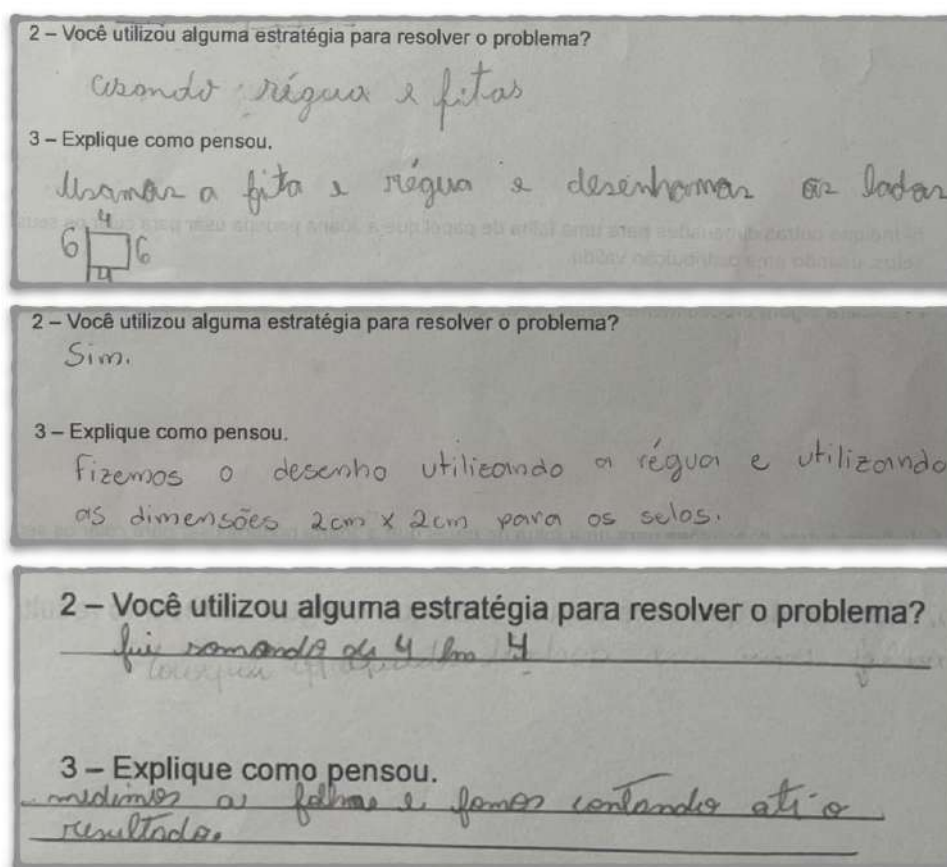 2 – Você utilizou alguma estratégia para resolver o problema?
usando régua e fitas
3 – Explique como pensou.
Usamos a fita e régua e desenhamos os lados
4
6 6
4
2 – Você utilizou alguma estratégia para resolver o problema?
Sim.
3 – Explique como pensou.
Fizemos o desenho utilizando a régua e utilizando
as dimensões 2cm x 2cm para os selos.
2 – Você utilizou alguma estratégia para resolver o problema?
fui somando de 4 em 4
3 – Explique como pensou.
medimos as folhas e fomos contando até o
resultado.